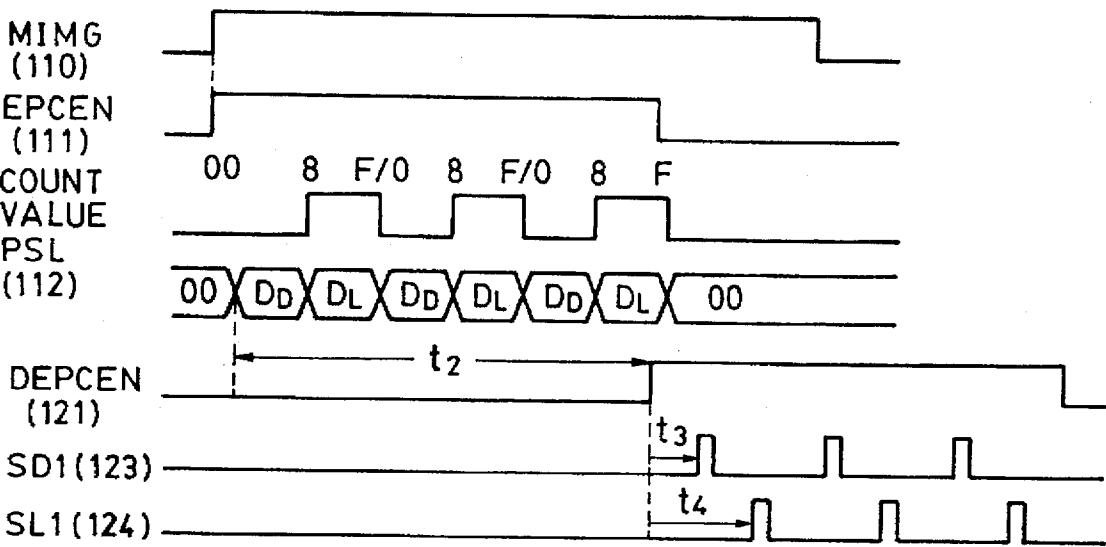 MIMG
(110)
EPCEN
(111)
00 8 F/0 8 F/0 8 F
COUNT
VALUE
PSL
(112)
00 DD DL DD DL DD DL 00
t2
DEPCEN
(121)
t3
SD1(123)
t4
SL1(124)